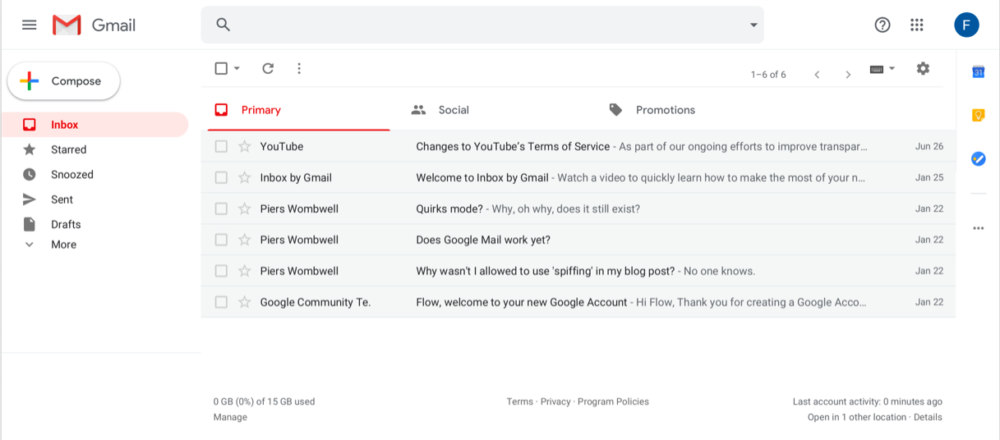 Gmail
F
Compose
1–6 of 6
31
Inbox
Starred
Snoozed
Sent
Drafts
More
Primary
Social
Promotions
YouTube Changes to YouTube's Terms of Service - As part of our ongoing efforts to improve transpar... Jun 26
Inbox by Gmail Welcome to Inbox by Gmail - Watch a video to quickly learn how to make the most of your n... Jan 25
Piers Wombwell Quirks mode? - Why, oh why, does it still exist? Jan 22
Piers Wombwell Does Google Mail work yet? Jan 22
Piers Wombwell Why wasn't I allowed to use 'spiffing' in my blog post? - No one knows. Jan 22
Google Community Te. Flow, welcome to your new Google Account - Hi Flow, Thank you for creating a Google Acco... Jan 22
0 GB (0%) of 15 GB used
Manage
Terms · Privacy · Program Policies
Last account activity: 0 minutes ago
Open in 1 other location · Details